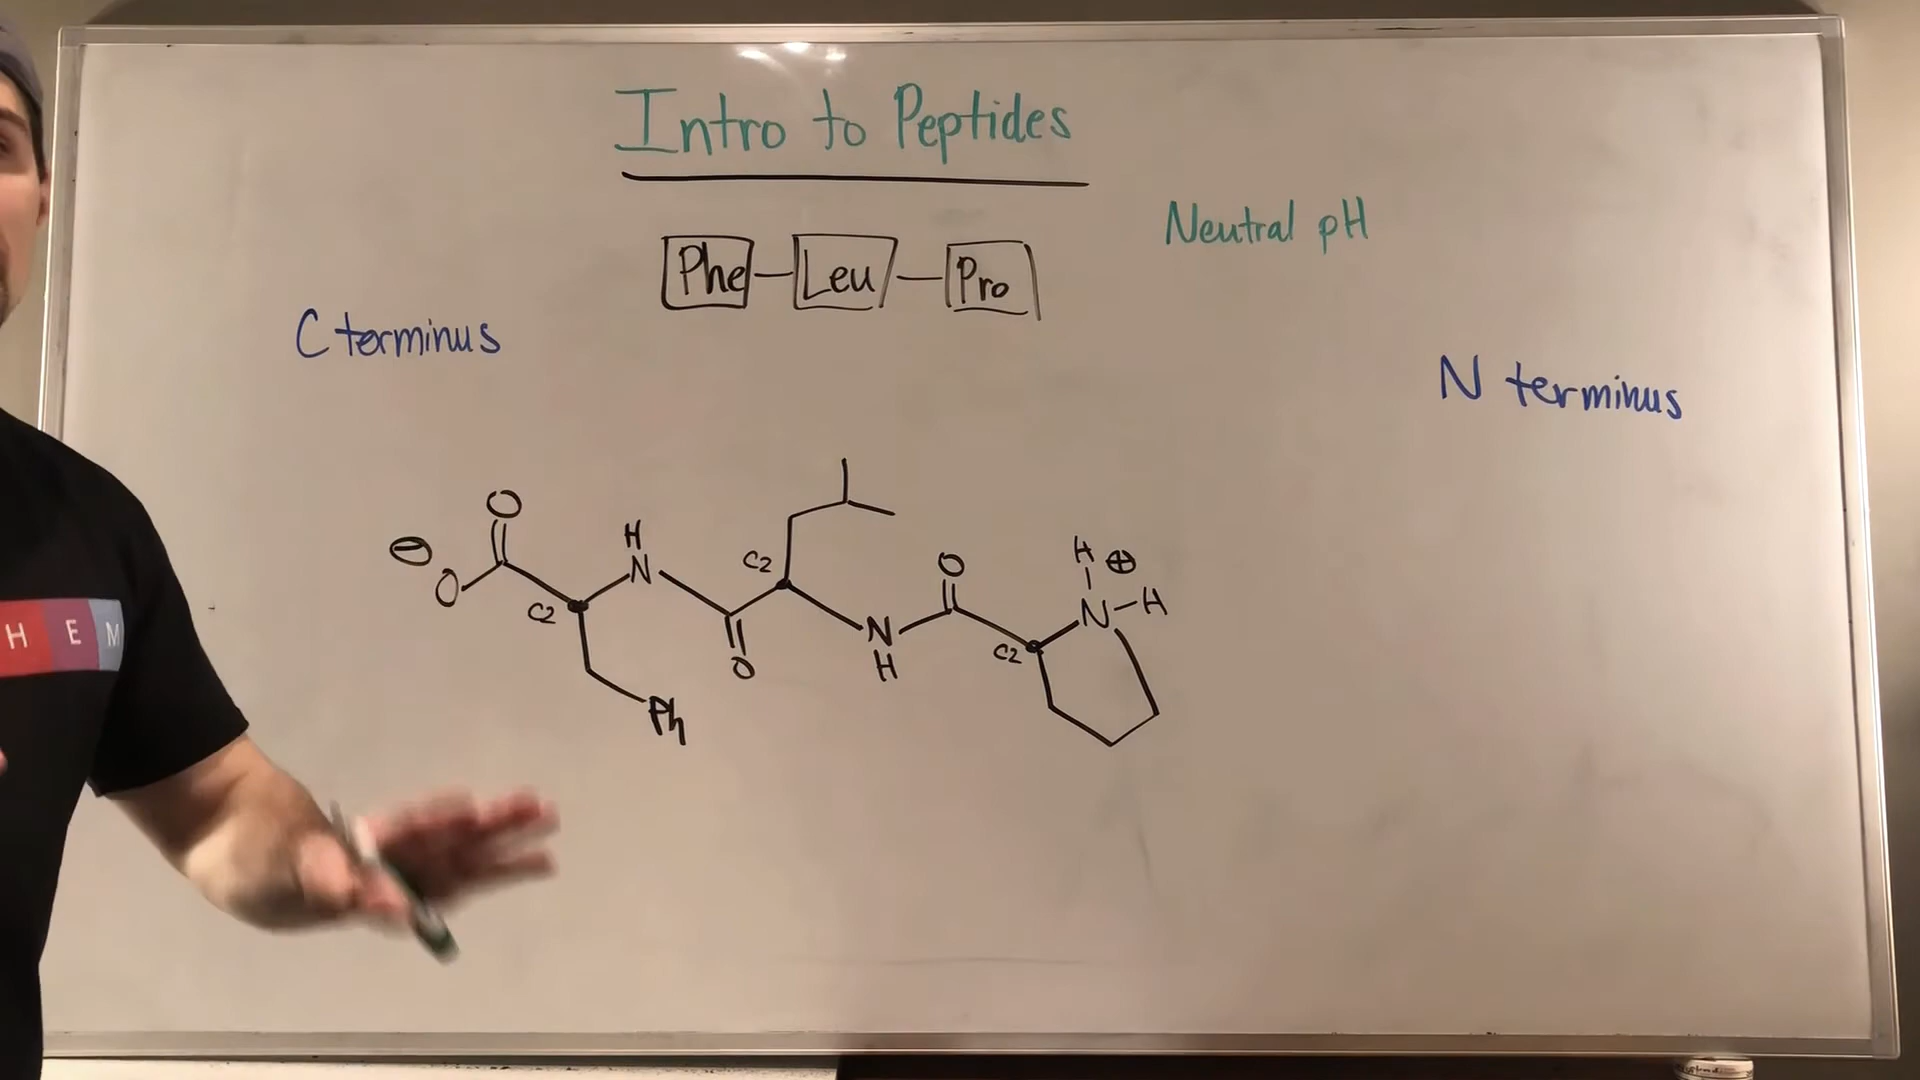 Intro to Peptides
Neutral pH
Phe Leu Pro
C terminus
N terminus
O
⊖ O
C2
H
N
Ph
O
C2
N
H
O
C2
H ⊕
N H
H E M